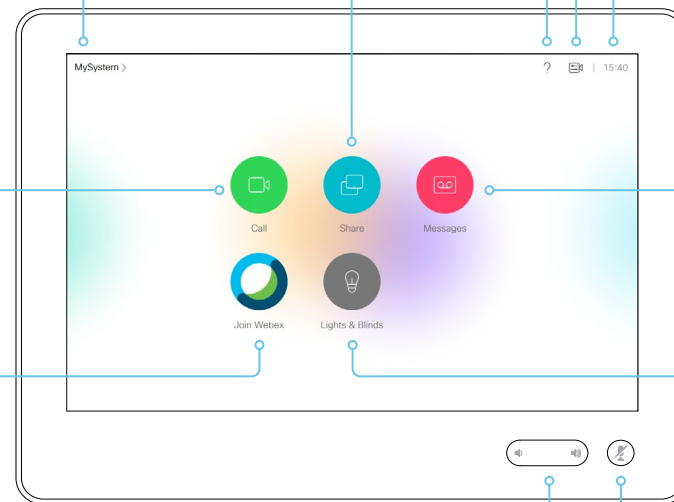 MySystem >
? | 15:40
Call
Share
Messages
Join Webex
Lights & Blinds